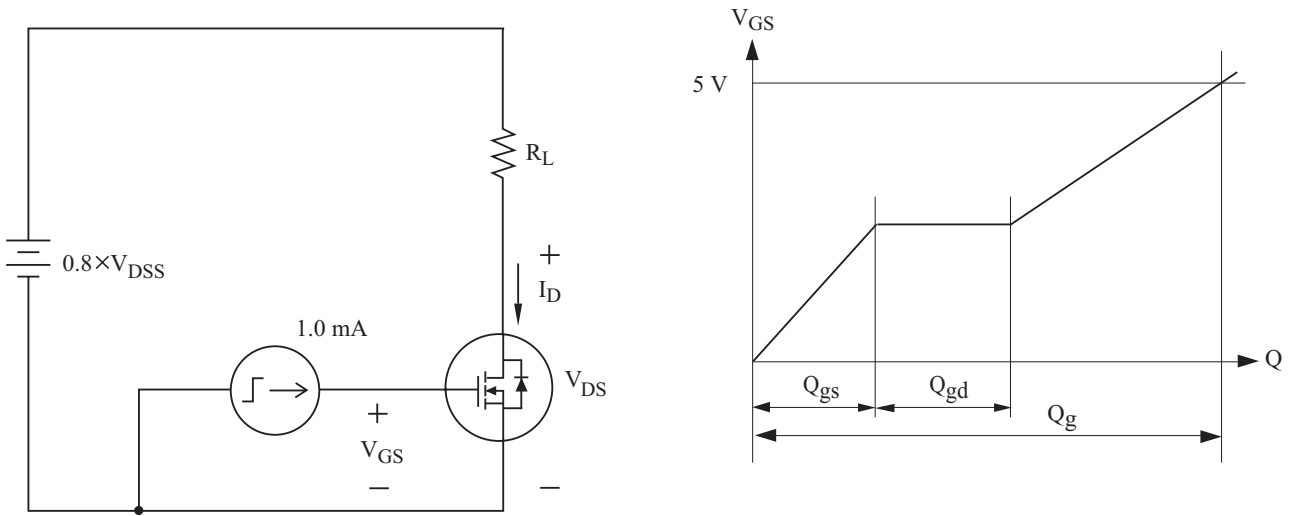 0.8×V_DSS
R_L
+
I_D
1.0 mA
V_DS
+
V_GS
−
−
V_GS
5 V
Q
Q_gs
Q_gd
Q_g